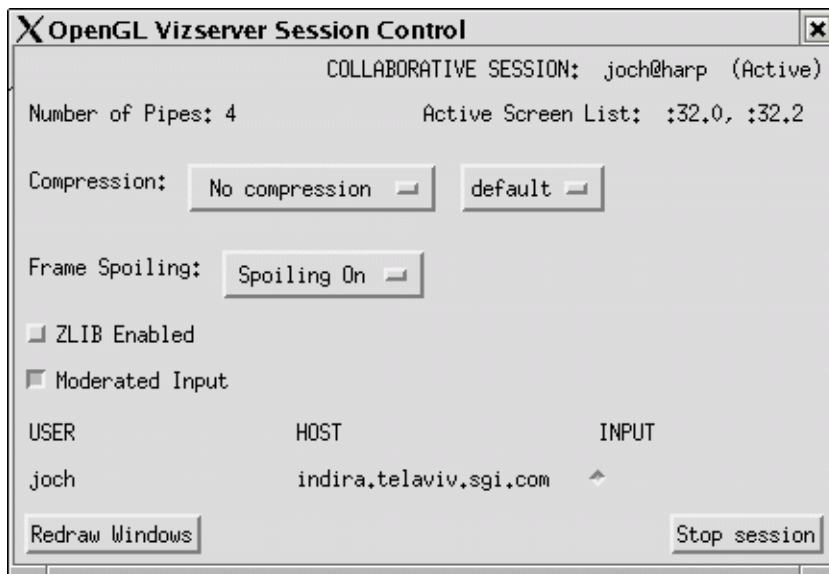 OpenGL Vizserver Session Control
COLLABORATIVE SESSION: joch@harp (Active)
Number of Pipes: 4 Active Screen List: :32.0, :32.2
Compression: No compression default
Frame Spoiling: Spoiling On
ZLIB Enabled
Moderated Input
USER HOST INPUT
joch indira.telaviv.sgi.com
Redraw Windows Stop session